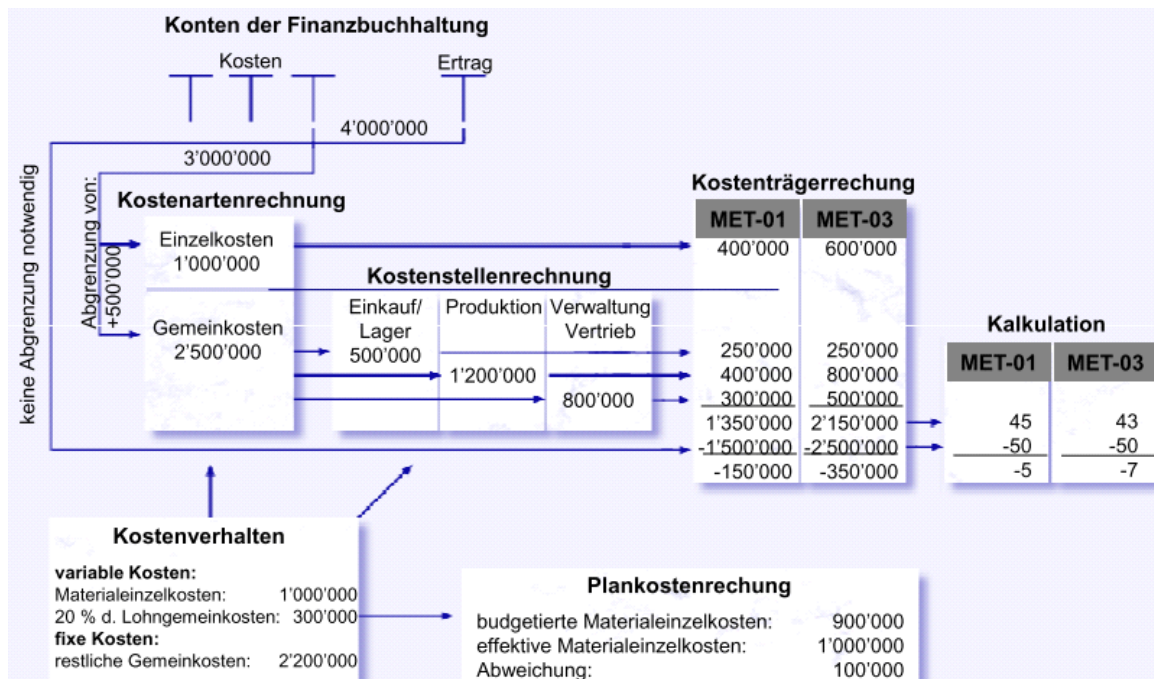 Konten der Finanzbuchhaltung
Kosten
Ertrag
4'000'000
3'000'000
keine Abgrenzung notwendig
Abgrenzung von:
+500'000
Kostenartenrechnung
Einzelkosten
1'000'000
Gemeinkosten
2'500'000
Kostenstellenrechnung
Einkauf/ Produktion Verwaltung
Lager Vertrieb
500'000
1'200'000
800'000
Kostenträgerrechung
MET-01 MET-03
400'000 600'000
250'000 250'000
400'000 800'000
300'000 500'000
1'350'000 2'150'000
-1'500'000 -2'500'000
-150'000 -350'000
Kalkulation
MET-01 MET-03
45 43
-50 -50
-5 -7
Kostenverhalten
variable Kosten:
Materialeinzelkosten: 1'000'000
20 % d. Lohngemeinkosten: 300'000
fixe Kosten:
restliche Gemeinkosten: 2'200'000
Plankostenrechung
budgetierte Materialeinzelkosten: 900'000
effektive Materialeinzelkosten: 1'000'000
Abweichung: 100'000